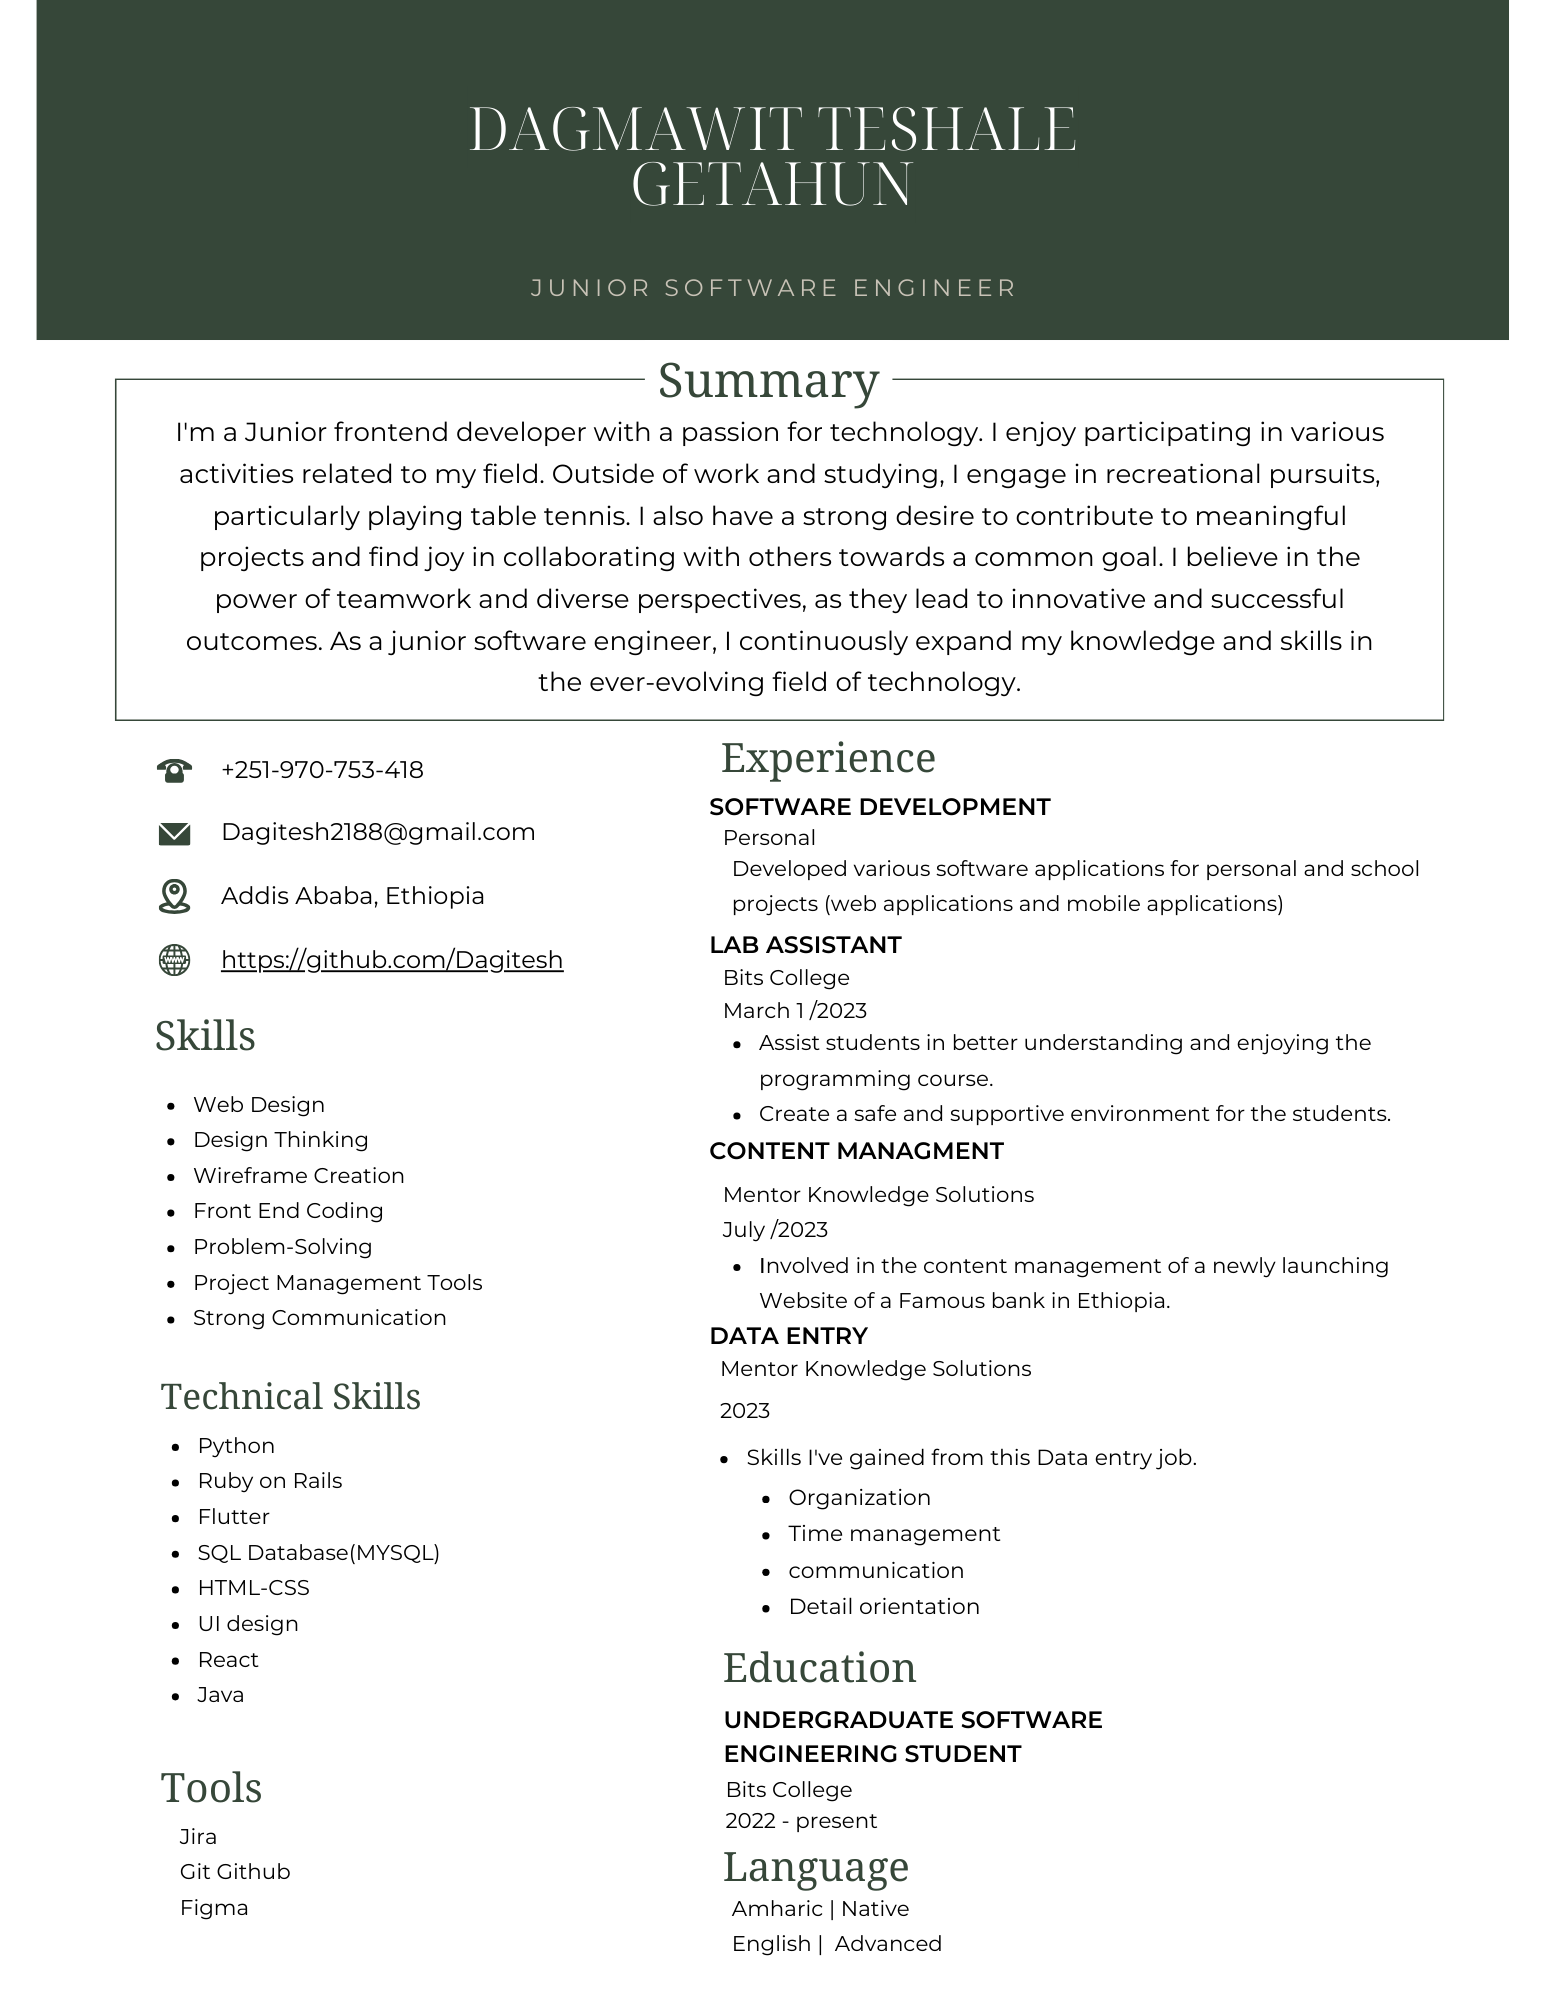 DAGMAWIT TESHALE
GETAHUN
JUNIOR SOFTWARE ENGINEER
Summary
I'm a Junior frontend developer with a passion for technology. I enjoy participating in various
activities related to my field. Outside of work and studying, I engage in recreational pursuits,
particularly playing table tennis. I also have a strong desire to contribute to meaningful
projects and find joy in collaborating with others towards a common goal. I believe in the
power of teamwork and diverse perspectives, as they lead to innovative and successful
outcomes. As a junior software engineer, I continuously expand my knowledge and skills in
the ever-evolving field of technology.
+251-970-753-418
Dagitesh2188@gmail.com
Addis Ababa, Ethiopia
https://github.com/Dagitesh
Skills
• Web Design
• Design Thinking
• Wireframe Creation
• Front End Coding
• Problem-Solving
• Project Management Tools
• Strong Communication
Technical Skills
• Python
• Ruby on Rails
• Flutter
• SQL Database(MYSQL)
• HTML-CSS
• UI design
• React
• Java
Tools
Jira
Git Github
Figma
Experience
SOFTWARE DEVELOPMENT
Personal
Developed various software applications for personal and school
projects (web applications and mobile applications)
LAB ASSISTANT
Bits College
March 1 /2023
• Assist students in better understanding and enjoying the
programming course.
• Create a safe and supportive environment for the students.
CONTENT MANAGMENT
Mentor Knowledge Solutions
July /2023
• Involved in the content management of a newly launching
Website of a Famous bank in Ethiopia.
DATA ENTRY
Mentor Knowledge Solutions
2023
• Skills I've gained from this Data entry job.
• Organization
• Time management
• communication
• Detail orientation
Education
UNDERGRADUATE SOFTWARE
ENGINEERING STUDENT
Bits College
2022 - present
Language
Amharic | Native
English | Advanced